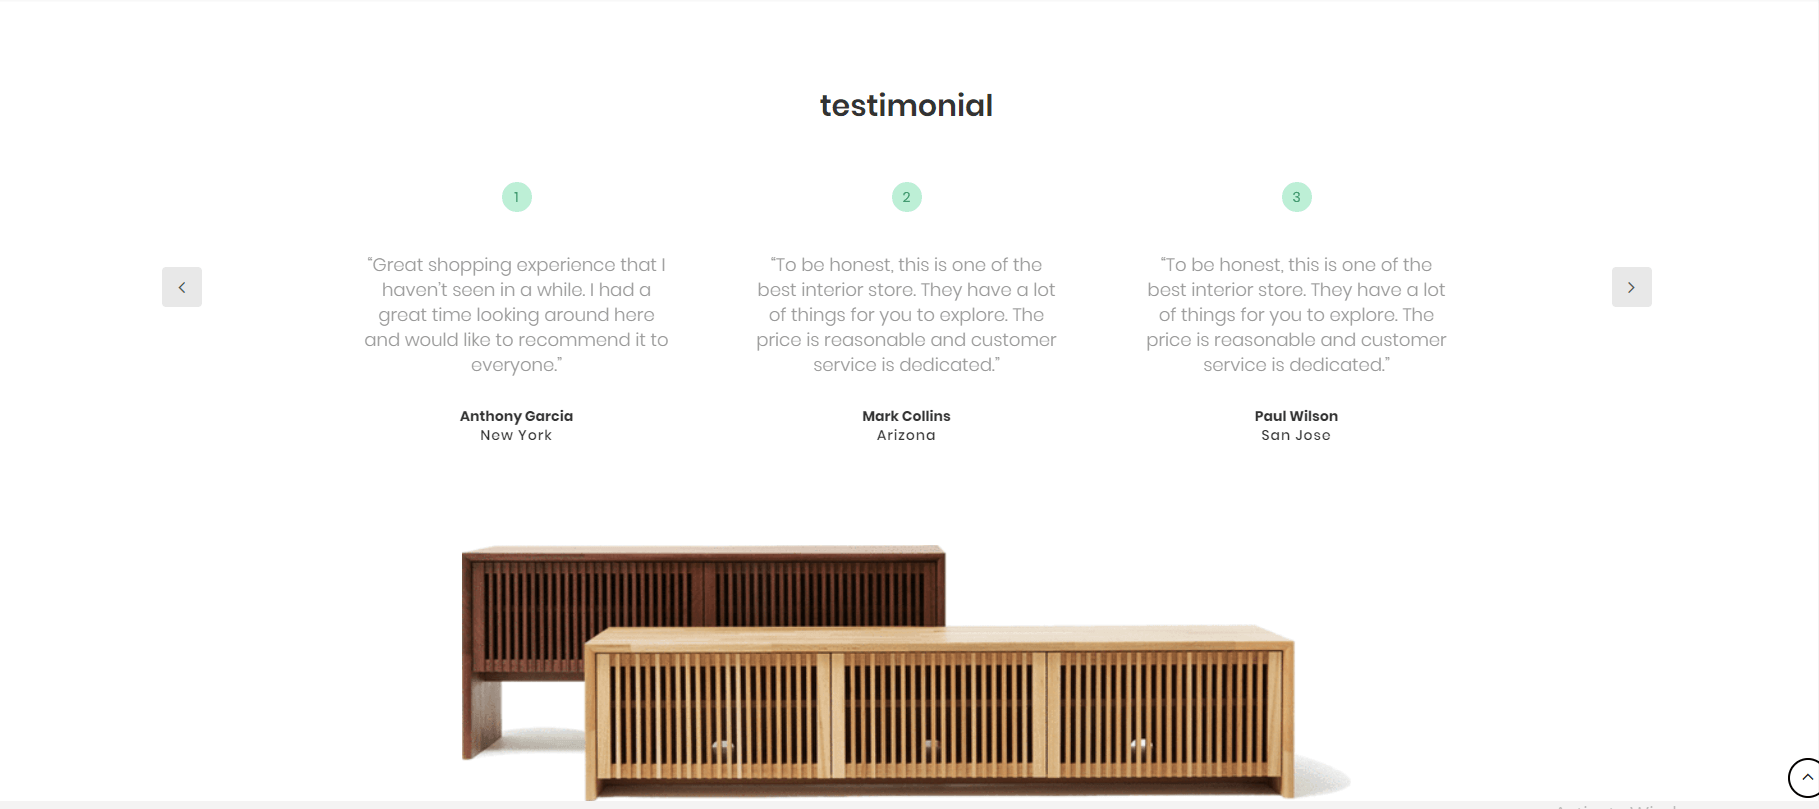 testimonial
1
2
3
“Great shopping experience that I
haven’t seen in a while. I had a
great time looking around here
and would like to recommend it to
everyone.”
Anthony Garcia
New York
“To be honest, this is one of the
best interior store. They have a lot
of things for you to explore. The
price is reasonable and customer
service is dedicated.”
Mark Collins
Arizona
“To be honest, this is one of the
best interior store. They have a lot
of things for you to explore. The
price is reasonable and customer
service is dedicated.”
Paul Wilson
San Jose